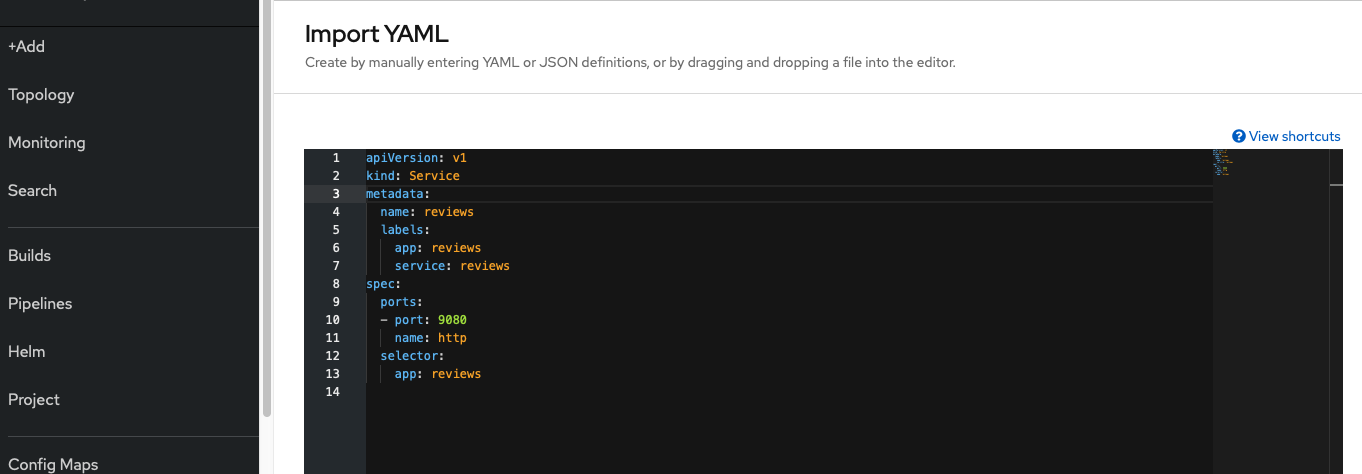 +Add
Topology
Monitoring
Search
Builds
Pipelines
Helm
Project
Config Maps
Import YAML
Create by manually entering YAML or JSON definitions, or by dragging and dropping a file into the editor.
View shortcuts
1 apiVersion: v1
2 kind: Service
3 metadata:
4   name: reviews
5   labels:
6     app: reviews
7     service: reviews
8 spec:
9   ports:
10   - port: 9080
11     name: http
12   selector:
13     app: reviews
14